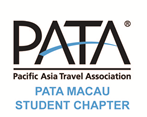 PATA®
Pacific Asia Travel Association
PATA MACAU
STUDENT CHAPTER